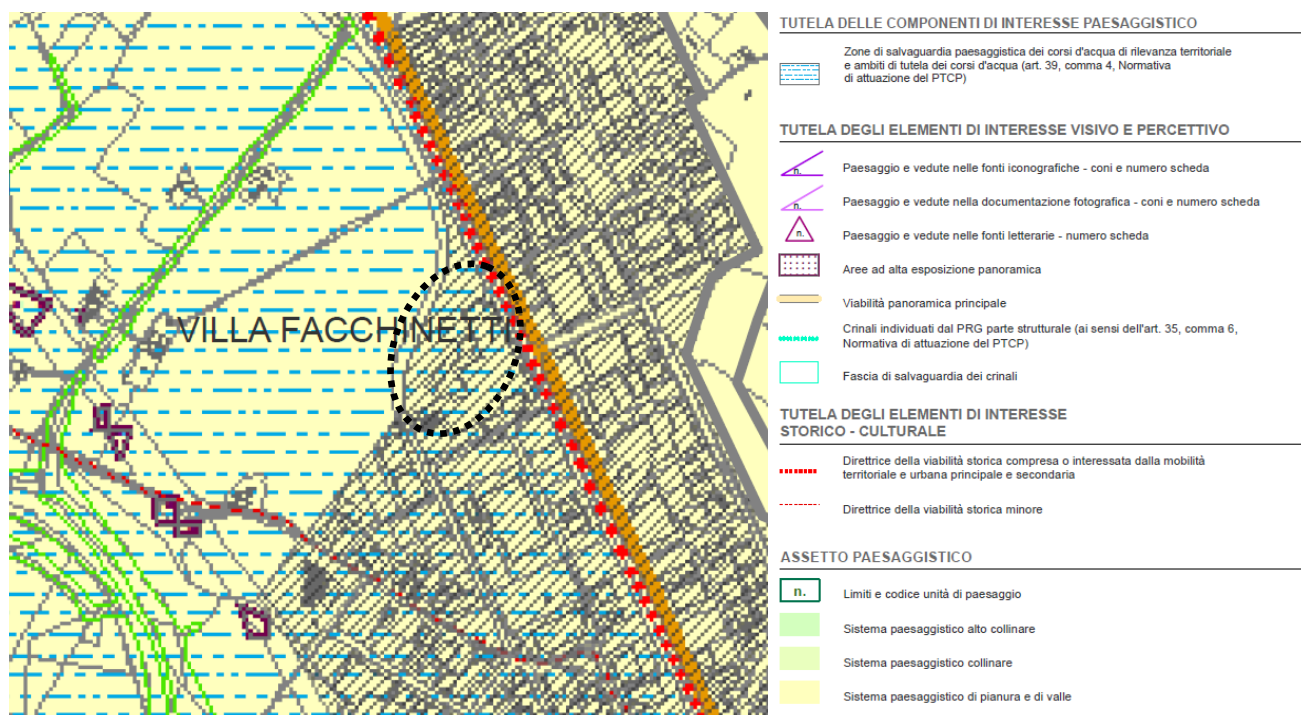 VILLA FACCHINETTI
TUTELA DELLE COMPONENTI DI INTERESSE PAESAGGISTICO
Zone di salvaguardia paesaggistica dei corsi d'acqua di rilevanza territoriale
e ambiti di tutela dei corsi d'acqua (art. 39, comma 4, Normativa
di attuazione del PTCP)
TUTELA DEGLI ELEMENTI DI INTERESSE VISIVO E PERCETTIVO
n.
Paesaggio e vedute nelle fonti iconografiche - coni e numero scheda
n.
Paesaggio e vedute nella documentazione fotografica - coni e numero scheda
n.
Paesaggio e vedute nelle fonti letterarie - numero scheda
Aree ad alta esposizione panoramica
Viabilità panoramica principale
Crinali individuati dal PRG parte strutturale (ai sensi dell'art. 35, comma 6,
Normativa di attuazione del PTCP)
Fascia di salvaguardia dei crinali
TUTELA DEGLI ELEMENTI DI INTERESSE
STORICO - CULTURALE
Direttrice della viabilità storica compresa o interessata dalla mobilità
territoriale e urbana principale e secondaria
Direttrice della viabilità storica minore
ASSETTO PAESAGGISTICO
n.
Limiti e codice unità di paesaggio
Sistema paesaggistico alto collinare
Sistema paesaggistico collinare
Sistema paesaggistico di pianura e di valle